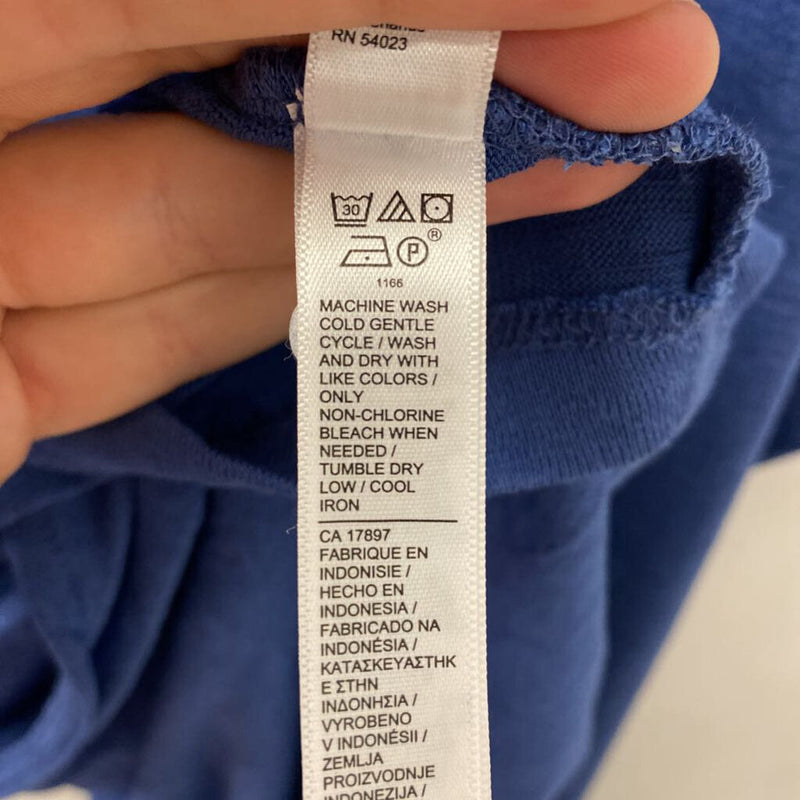 RN 54023
30
P ®
1166
MACHINE WASH
COLD GENTLE
CYCLE / WASH
AND DRY WITH
LIKE COLORS /
ONLY
NON-CHLORINE
BLEACH WHEN
NEEDED /
TUMBLE DRY
LOW / COOL
IRON
CA 17897
FABRIQUE EN
INDONISIE /
HECHO EN
INDONESIA /
FABRICADO NA
INDONÉSIA /
ΚΑΤΑΣΚΕΥΑΣΤΗΚ
Ε ΣΤΗΝ
ΙΝΔΟΝΗΣΙΑ /
VYROBENO
V INDONÉSII /
ZEMLJA
PROIZVODNJE
INDONEZIJA /